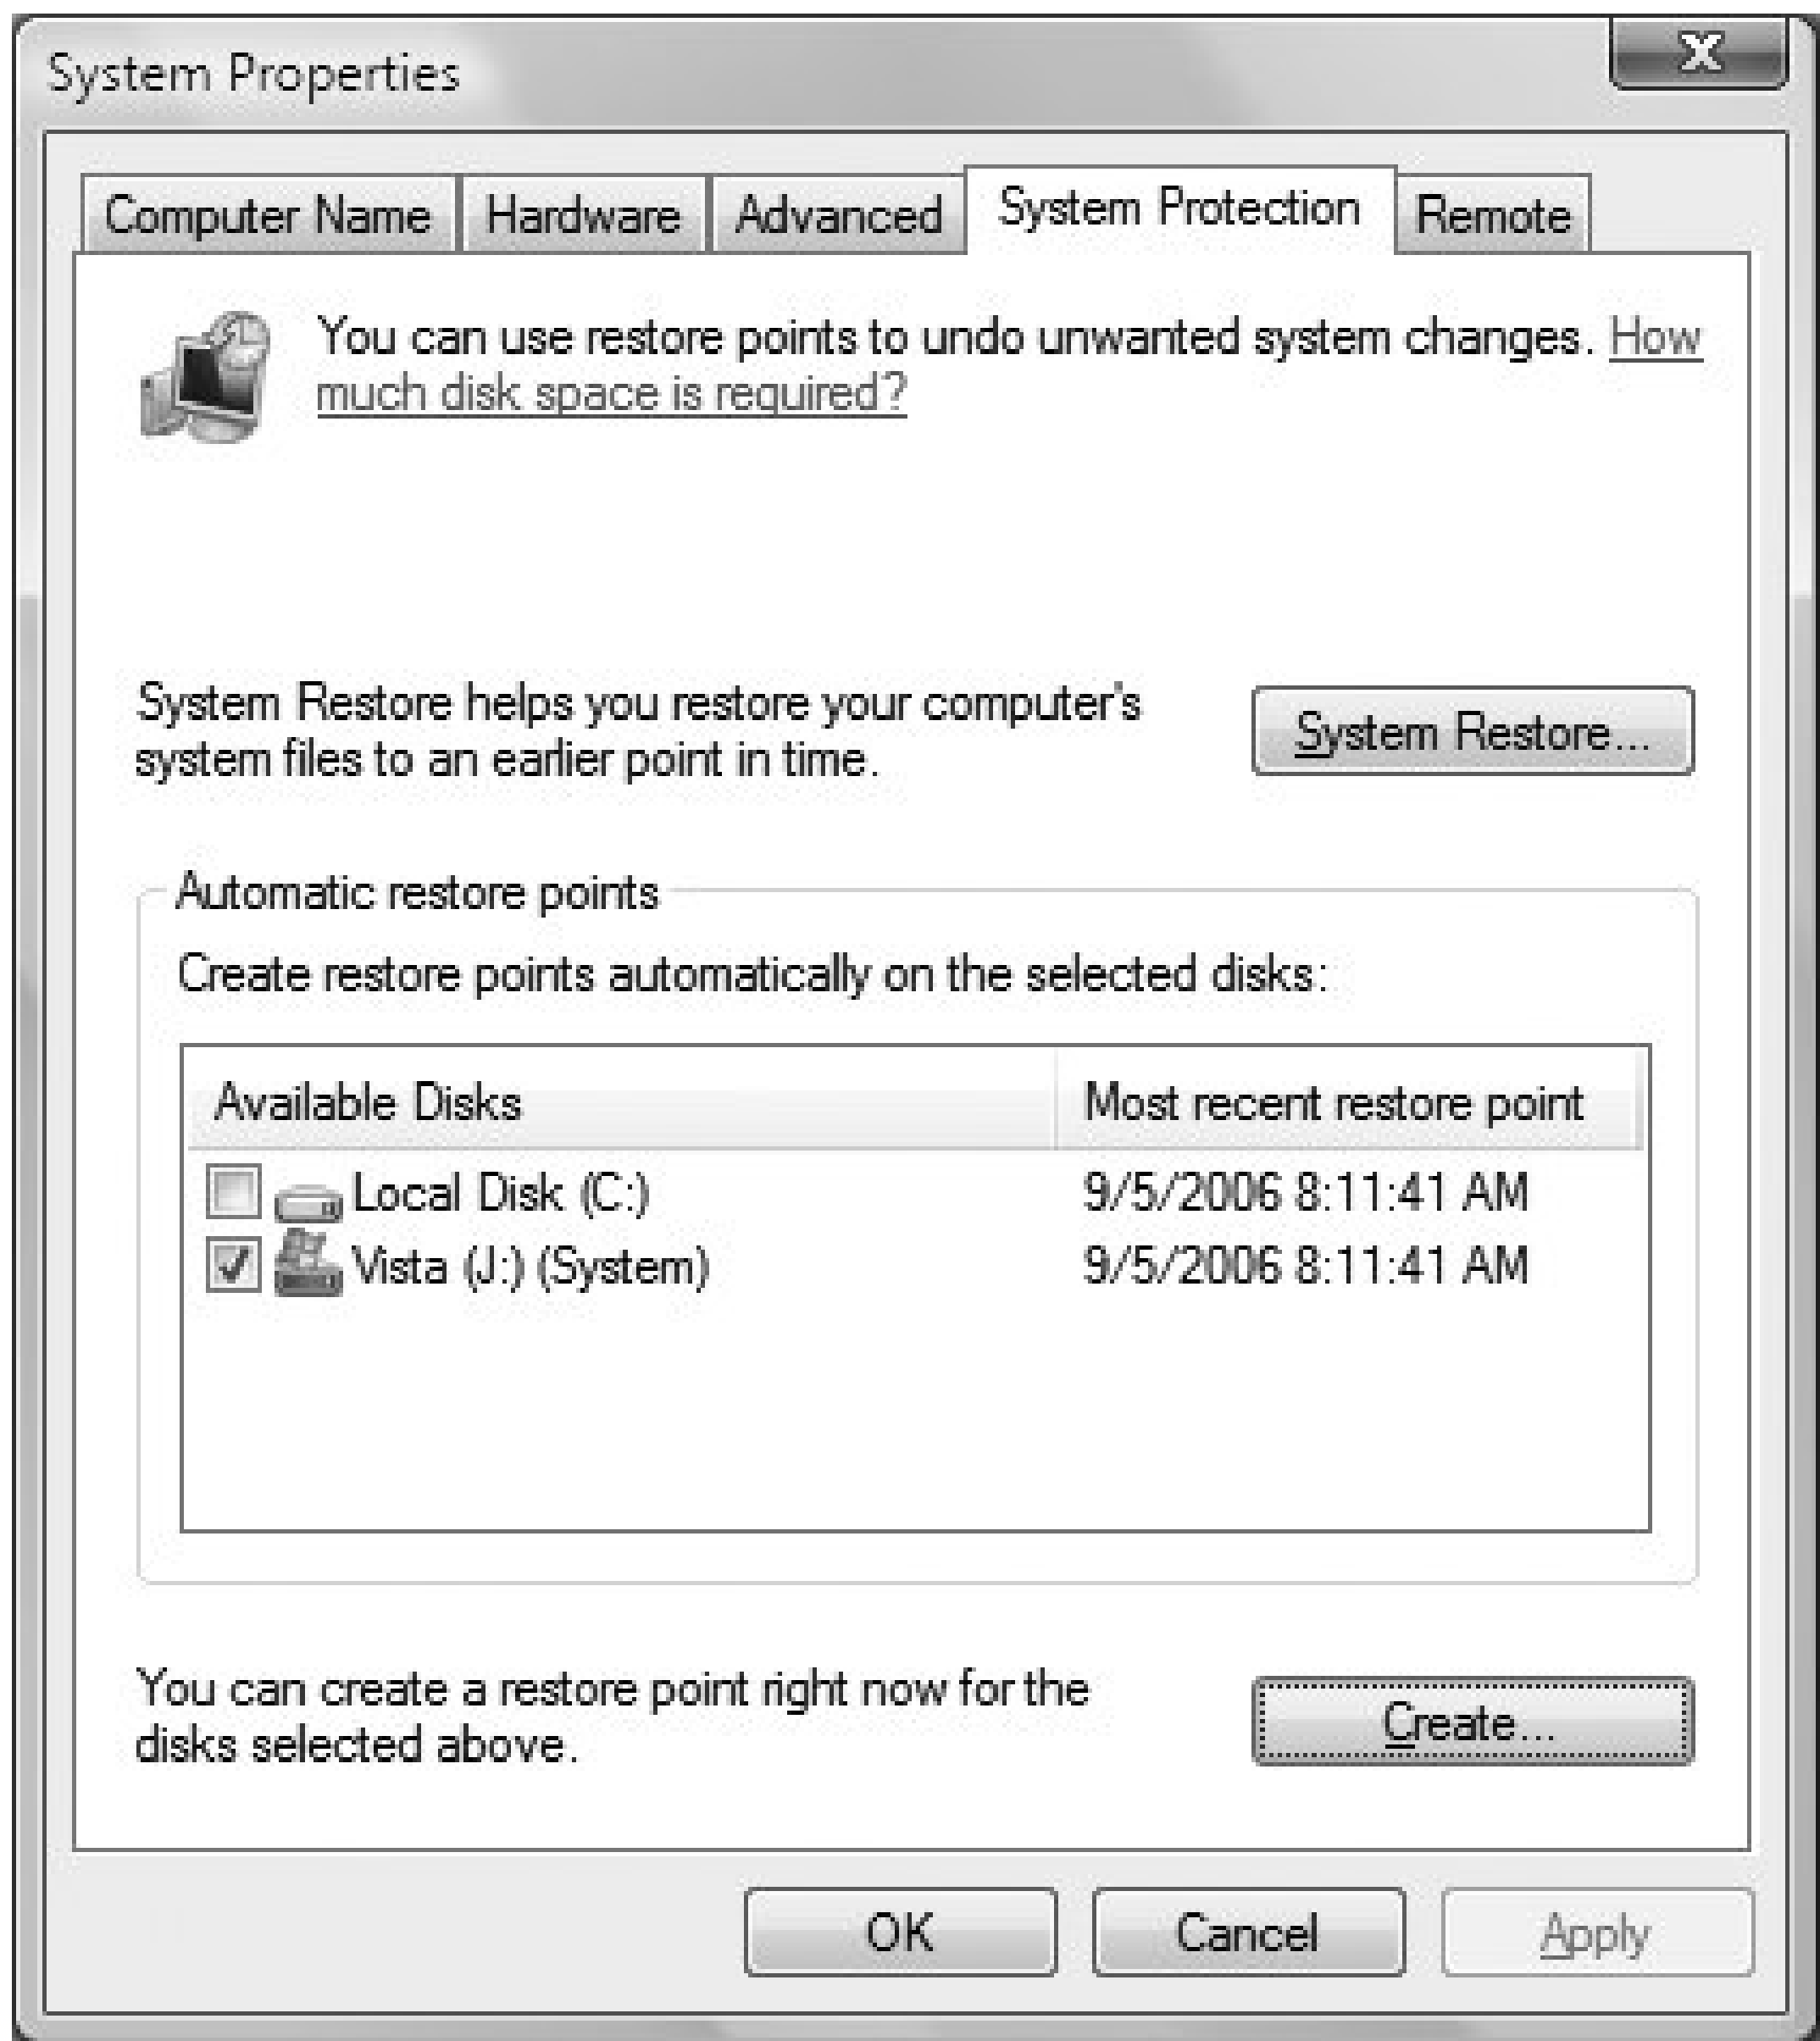 System Properties
Computer Name Hardware Advanced System Protection Remote
You can use restore points to undo unwanted system changes. How
much disk space is required?
System Restore helps you restore your computer's
system files to an earlier point in time.
System Restore...
Automatic restore points
Create restore points automatically on the selected disks:
Available Disks Most recent restore point
Local Disk (C:) 9/5/2006 8:11:41 AM
Vista (J:) (System) 9/5/2006 8:11:41 AM
You can create a restore point right now for the
disks selected above.
Create...
OK Cancel Apply